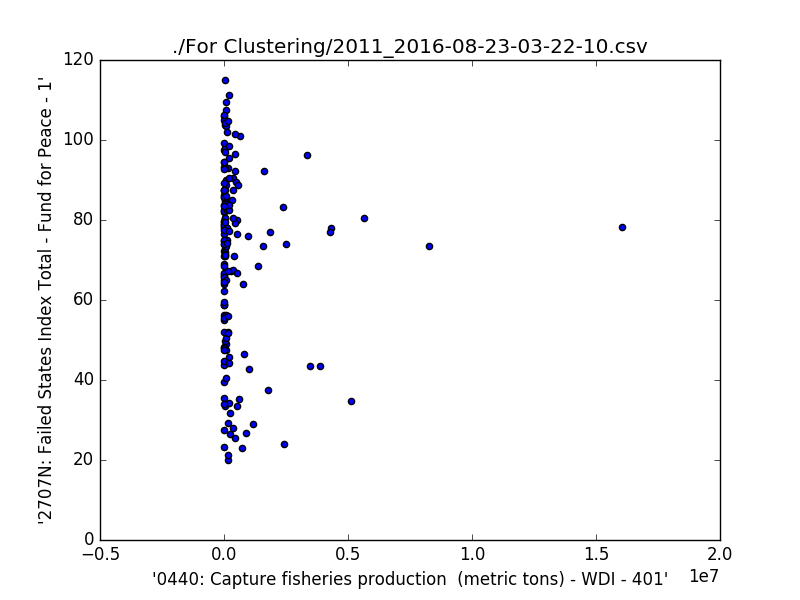 ./For Clustering/2011_2016-08-23-03-22-10.csv
'2707N: Failed States Index Total - Fund for Peace - 1'
120
100
80
60
40
20
0
−0.5 0.0 0.5 1.0 1.5 2.0
1e7
'0440: Capture fisheries production  (metric tons) - WDI - 401'